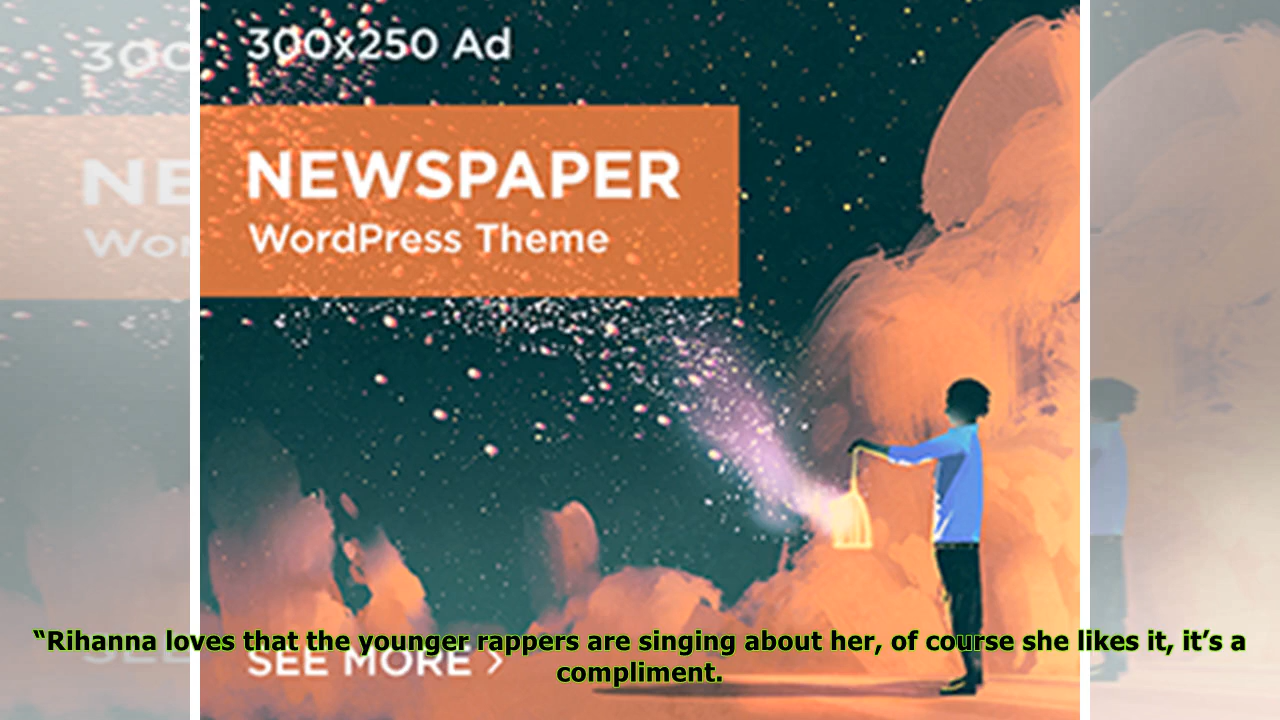 300x250 Ad
NEWSPAPER
WordPress Theme
“Rihanna loves that the younger rappers are singing about her, of course she likes it, it’s a
compliment.
SEE MORE >